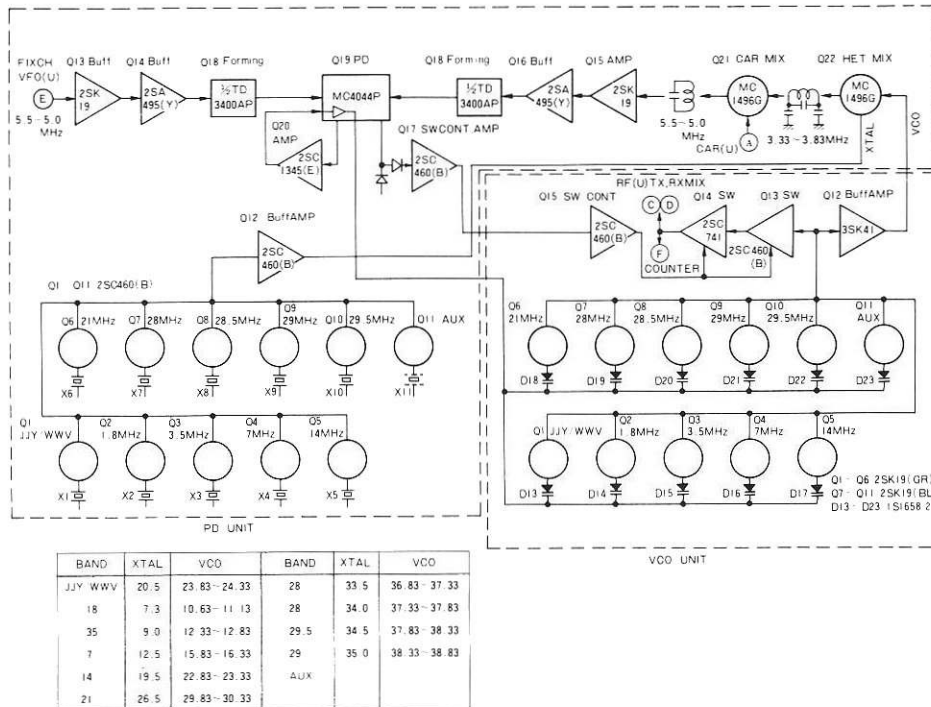 FIXCH
VFO(U)
E
5.5-5.0
MHz
Q13 Buff
2SK
19
Q14 Buff
2SA
495(Y)
Q18 Forming
½TD
3400AP
Q19 PD
MC4044P
Q18 Forming
½TD
3400AP
Q16 Buff
2SA
495(Y)
Q15 AMP
2SK
19
5.5-5.0
MHz
Q21 CAR MIX
MC
1496G
A
CAR(U)
3.33~3.83MHz
Q22 HET MIX
MC
1496G
XTAL
VCO
Q20
AMP
2SC
1345(E)
Q17 SWCONT.AMP
2SC
460(B)
Q12 BuffAMP
2SC
460(B)
Q15 SW CONT
2SC
460(B)
RF(U)TX,RXMIX
C D
F
COUNTER
Q14 SW
2SC
741
Q13 SW
2SC460
(B)
Q12BuffAMP
3SK41
Q1 Q11 2SC460(B)
Q6 21MHz
Q7 28MHz
Q8 28.5MHz
Q9
29MHz
Q10 29.5MHz
Q11 AUX
X6 X7 X8 X9 X10 X11
Q1
JJY/WWV
Q2
1.8MHz
Q3
3.5MHz
Q4
7MHz
Q5
14MHz
X1 X2 X3 X4 X5
PD UNIT
Q6
21MHz
Q7
28MHz
Q8
28.5MHz
Q9
29MHz
Q10
29.5MHz
Q11
AUX
D18 D19 D20 D21 D22 D23
Q1 JJY/WWV
Q2
1.8MHz
Q3
3.5MHz
Q4
7MHz
Q5
14MHz
D13 D14 D15 D16 D17
Q1 - Q6 2SK19(GR)
Q7 - Q11 2SK19(BL
D13 - D23 1S1658 2
VCO UNIT
BAND XTAL VCO BAND XTAL VCO
JJY WWV 20.5 23.83~24.33 28 33.5 36.83~37.33
18 7.3 10.63~11.13 28 34.0 37.33~37.83
35 9.0 12.33~12.83 29.5 34.5 37.83~38.33
7 12.5 15.83~16.33 29 35.0 38.33~38.83
14 19.5 22.83~23.33 AUX
21 26.5 29.83~30.33